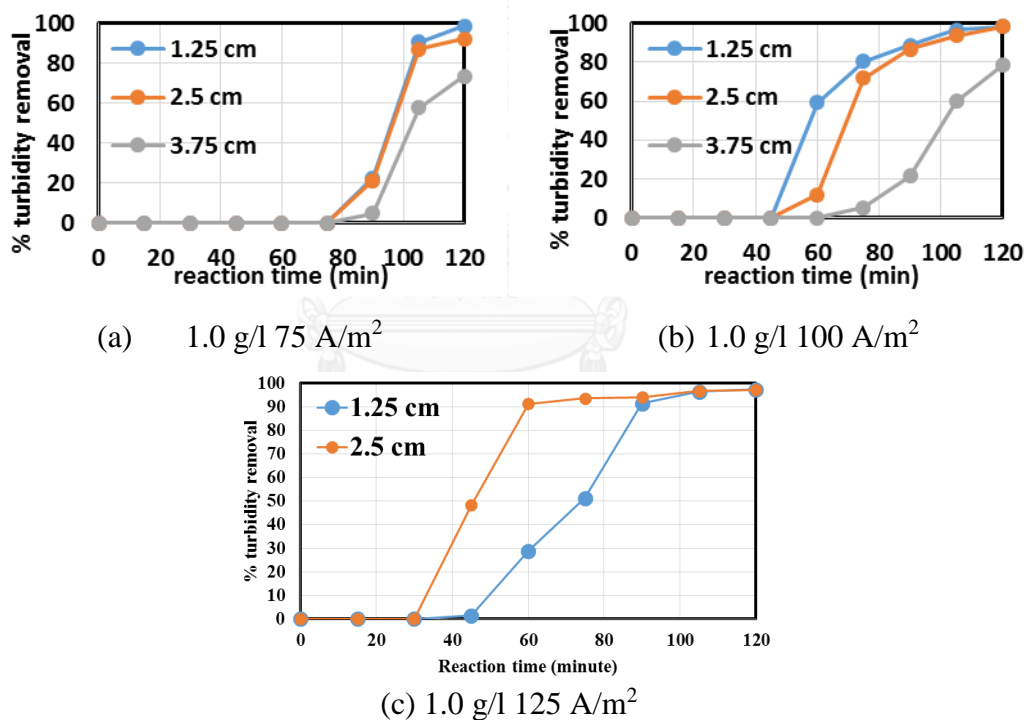 100
80
60
40
20
0
% turbidity removal
1.25 cm
2.5 cm
3.75 cm
0 20 40 60 80 100 120
reaction time (min)
(a) 1.0 g/l 75 A/m²
100
80
60
40
20
0
% turbidity removal
1.25 cm
2.5 cm
3.75 cm
0 20 40 60 80 100 120
reaction time (min)
(b) 1.0 g/l 100 A/m²
100
90
80
70
60
50
40
30
20
10
0
% turbidity removal
1.25 cm
2.5 cm
0 20 40 60 80 100 120
Reaction time (minute)
(c) 1.0 g/l 125 A/m²